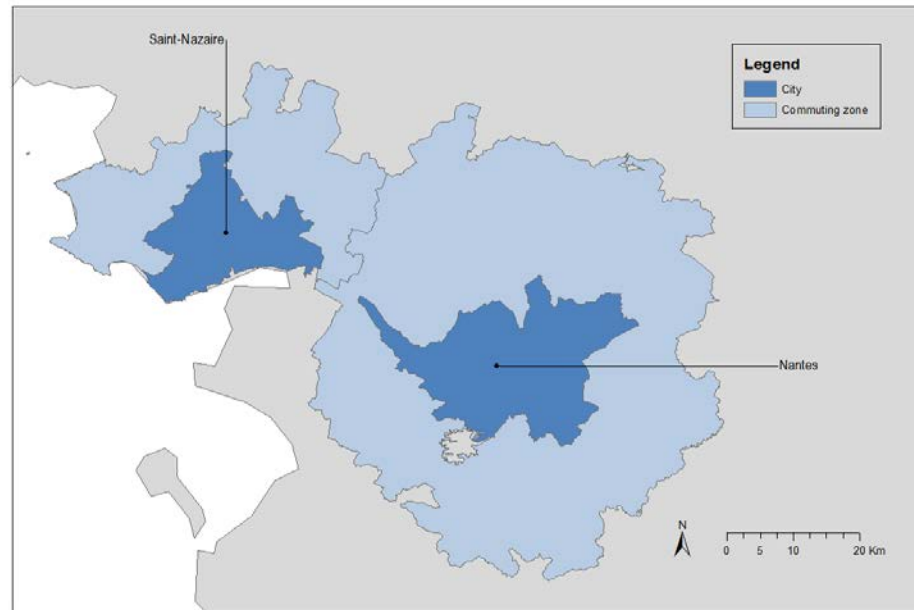 Saint-Nazaire
Legend
City
Commuting zone
Nantes
N
0 5 10 20 Km